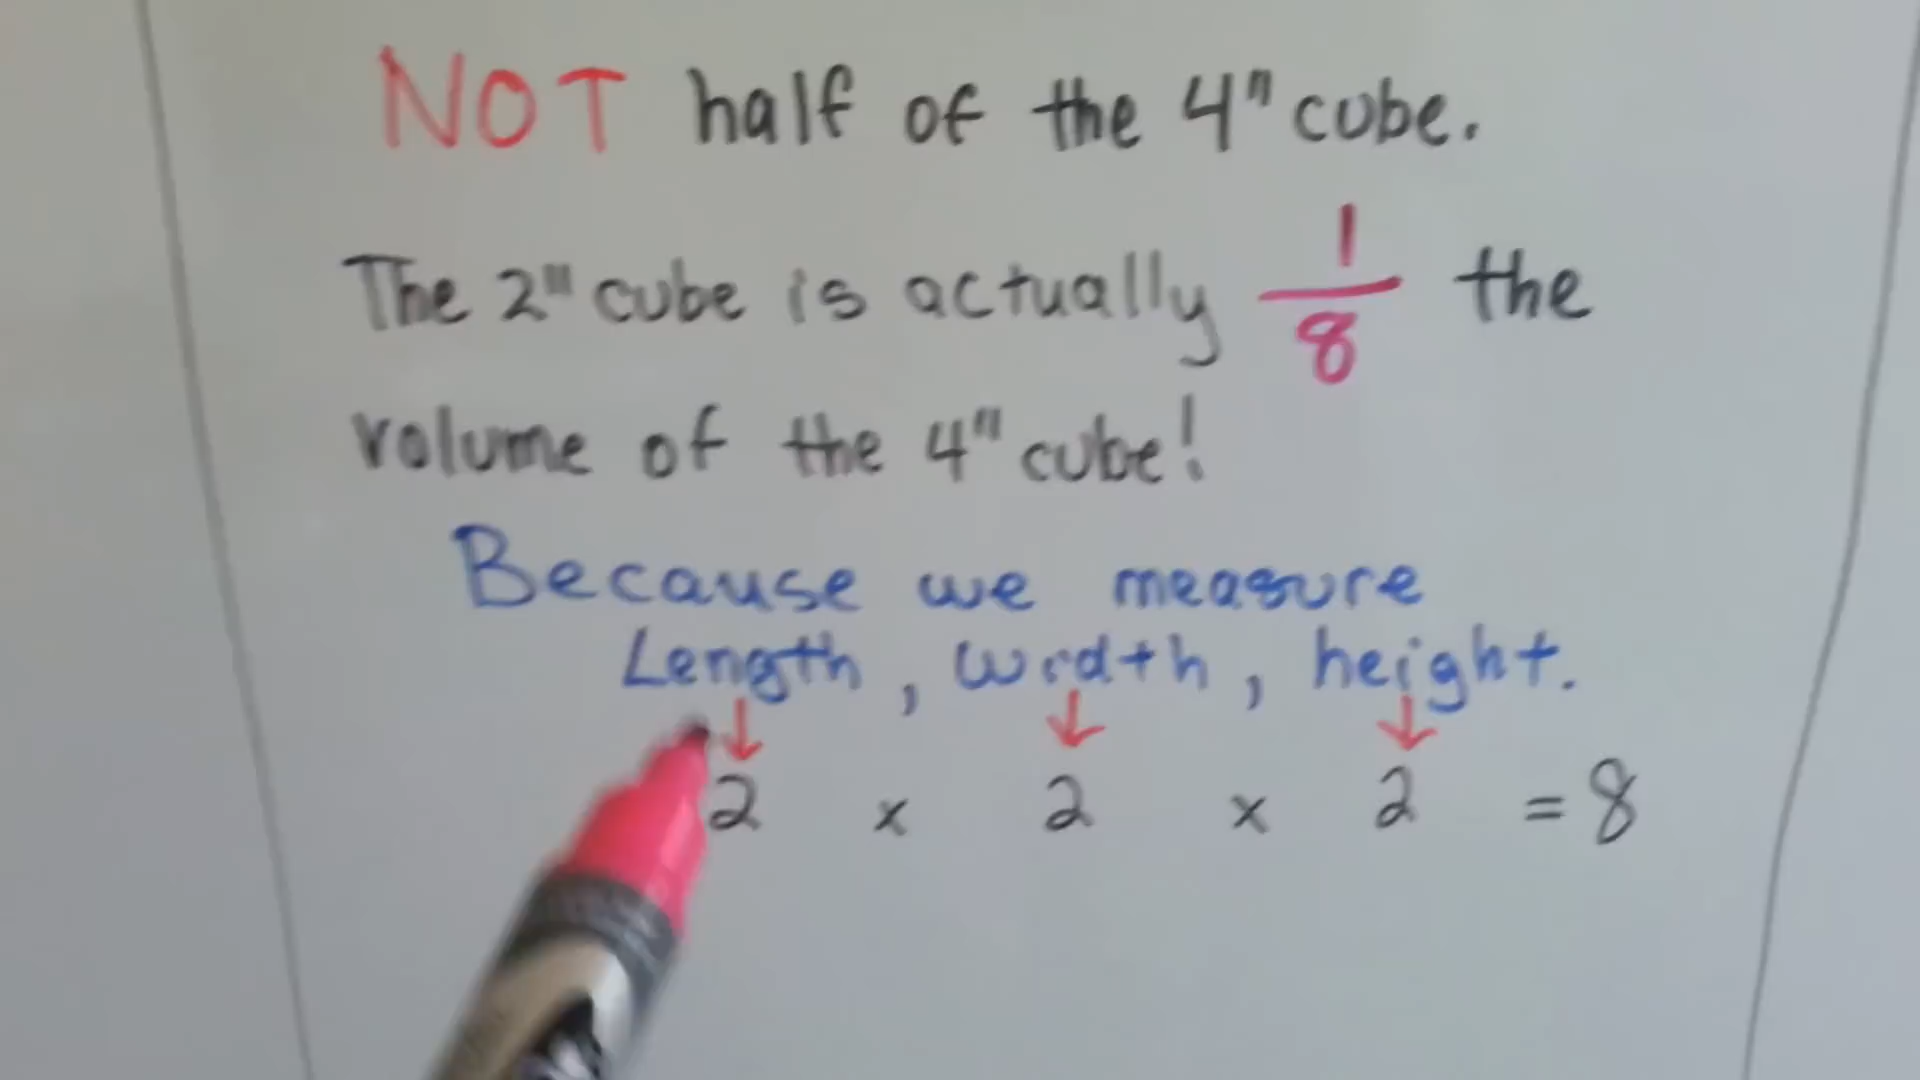 NOT half of the 4" cube.
The 2" cube is actually 1/8 the
volume of the 4" cube!
Because we measure
Length, width, height.
↓ ↓ ↓
2 x 2 x 2 = 8